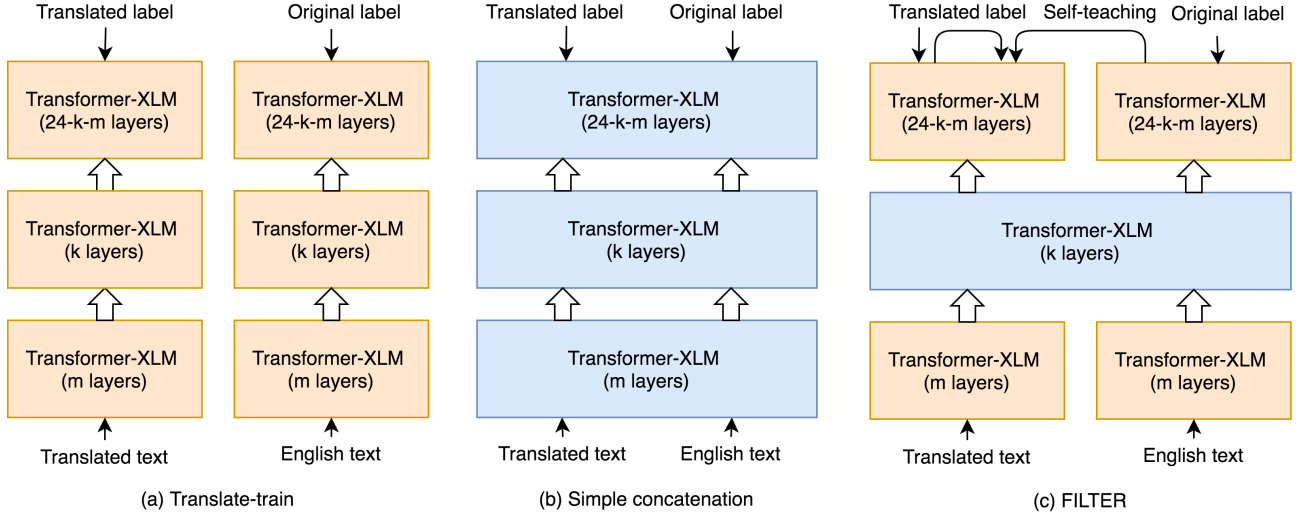 Translated label
Original label
Transformer-XLM
(24-k-m layers)
Transformer-XLM
(24-k-m layers)
Transformer-XLM
(k layers)
Transformer-XLM
(k layers)
Transformer-XLM
(m layers)
Transformer-XLM
(m layers)
Translated text
English text
(a) Translate-train
Translated label
Original label
Transformer-XLM
(24-k-m layers)
Transformer-XLM
(k layers)
Transformer-XLM
(m layers)
Translated text
English text
(b) Simple concatenation
Translated label
Self-teaching
Original label
Transformer-XLM
(24-k-m layers)
Transformer-XLM
(24-k-m layers)
Transformer-XLM
(k layers)
Transformer-XLM
(m layers)
Transformer-XLM
(m layers)
Translated text
English text
(c) FILTER